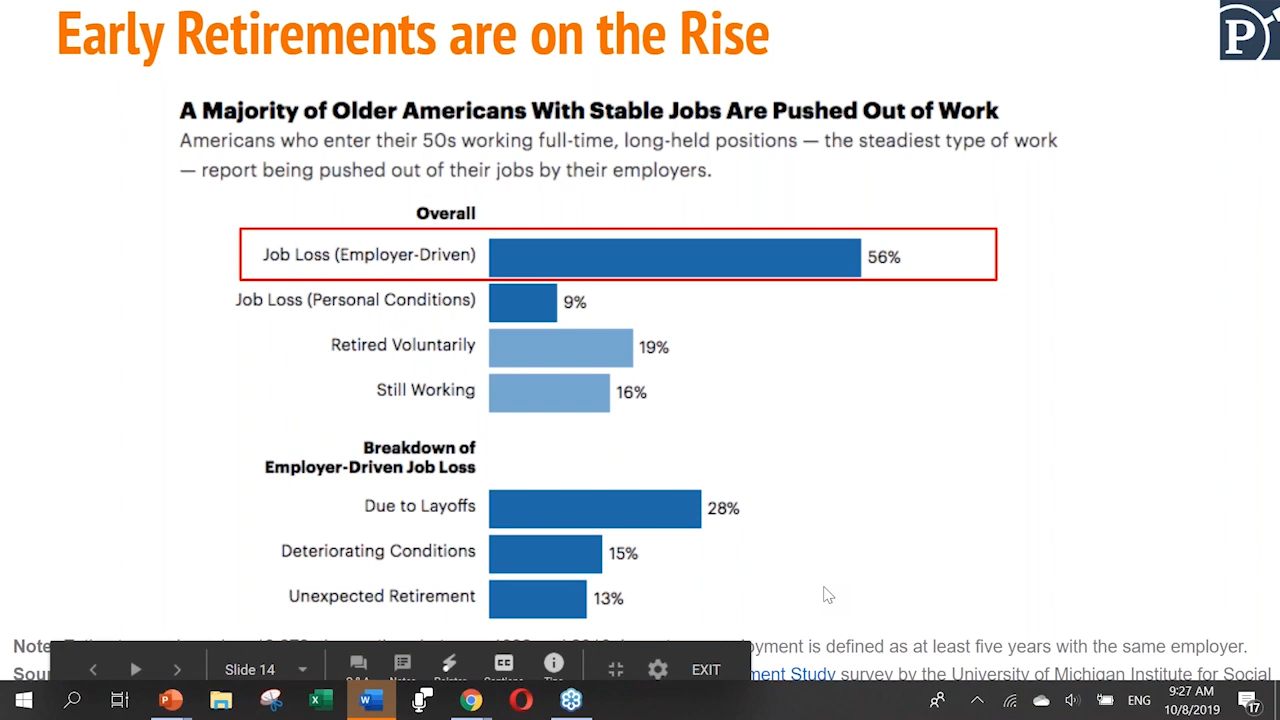 Early Retirements are on the Rise
P
A Majority of Older Americans With Stable Jobs Are Pushed Out of Work
Americans who enter their 50s working full-time, long-held positions — the steadiest type of work
— report being pushed out of their jobs by their employers.
Overall
Job Loss (Employer-Driven) 56%
Job Loss (Personal Conditions) 9%
Retired Voluntarily 19%
Still Working 16%
Breakdown of
Employer-Driven Job Loss
Due to Layoffs 28%
Deteriorating Conditions 15%
Unexpected Retirement 13%
is defined as at least five years with the same employer.
Study survey by the University of Michigan Institute for Social
Slide 14
EXIT
ENG
9:27 AM
10/8/2019
17